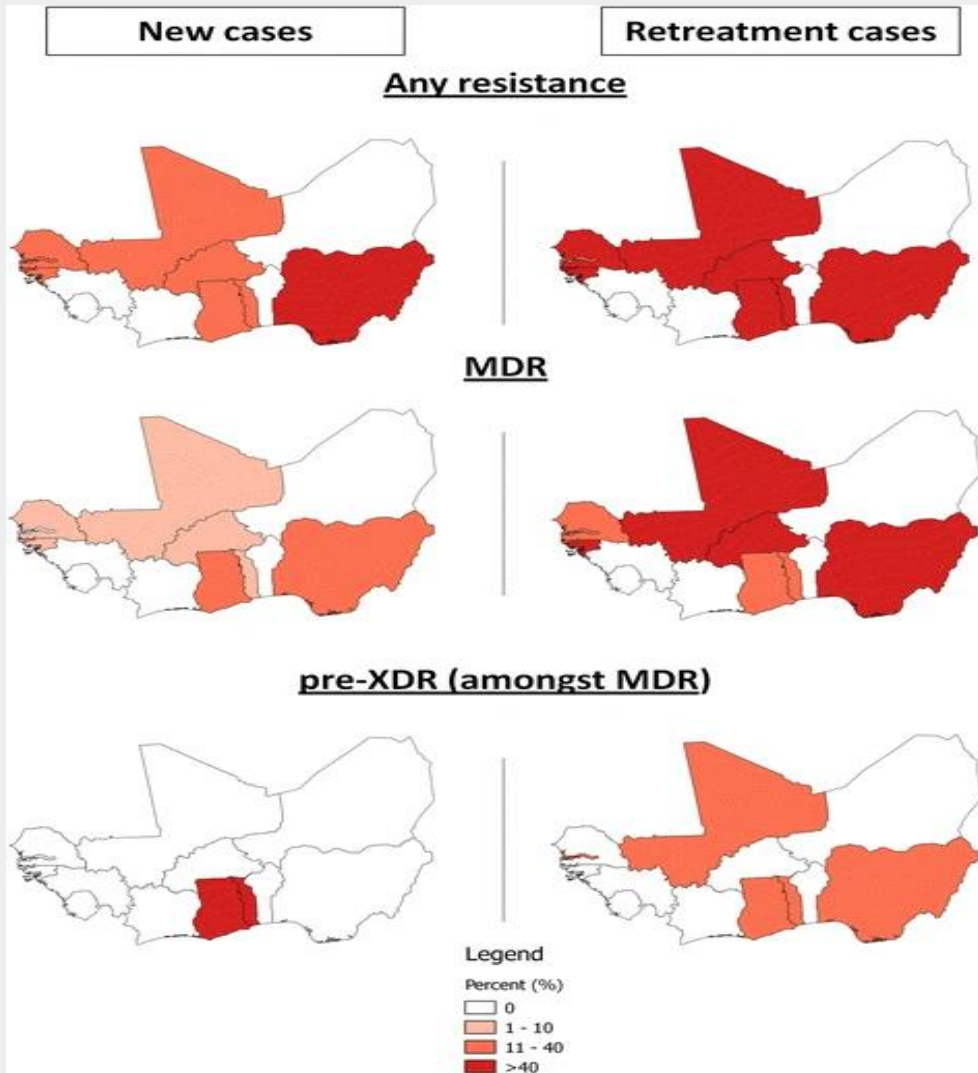 New cases
Retreatment cases
Any resistance
MDR
pre-XDR (amongst MDR)
Legend
Percent (%)
0
1 - 10
11 - 40
>40